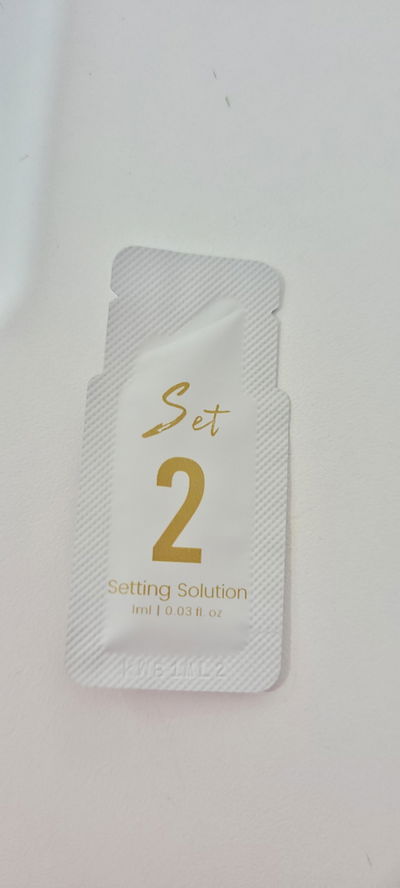 Set
2
Setting Solution
1ml | 0.03 fl. oz